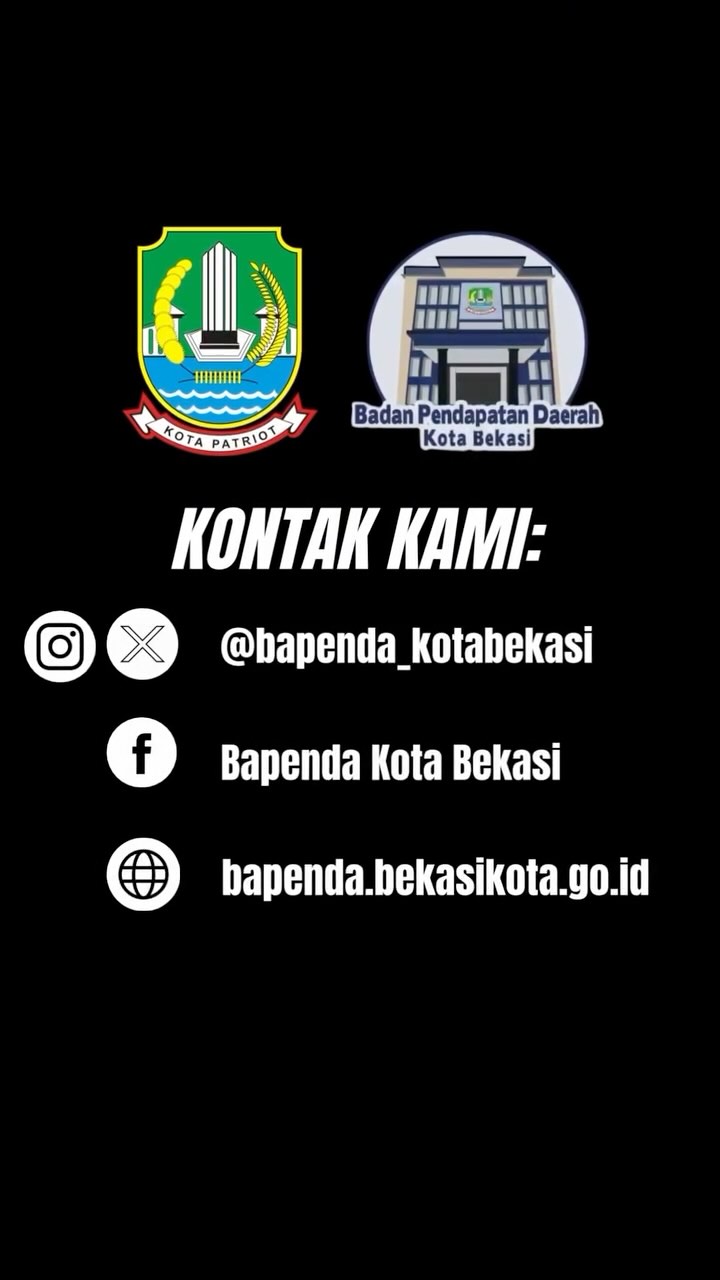 KOTA PATRIOT
Badan Pendapatan Daerah
Kota Bekasi
KONTAK KAMI:
@bapenda_kotabekasi
Bapenda Kota Bekasi
bapenda.bekasikota.go.id